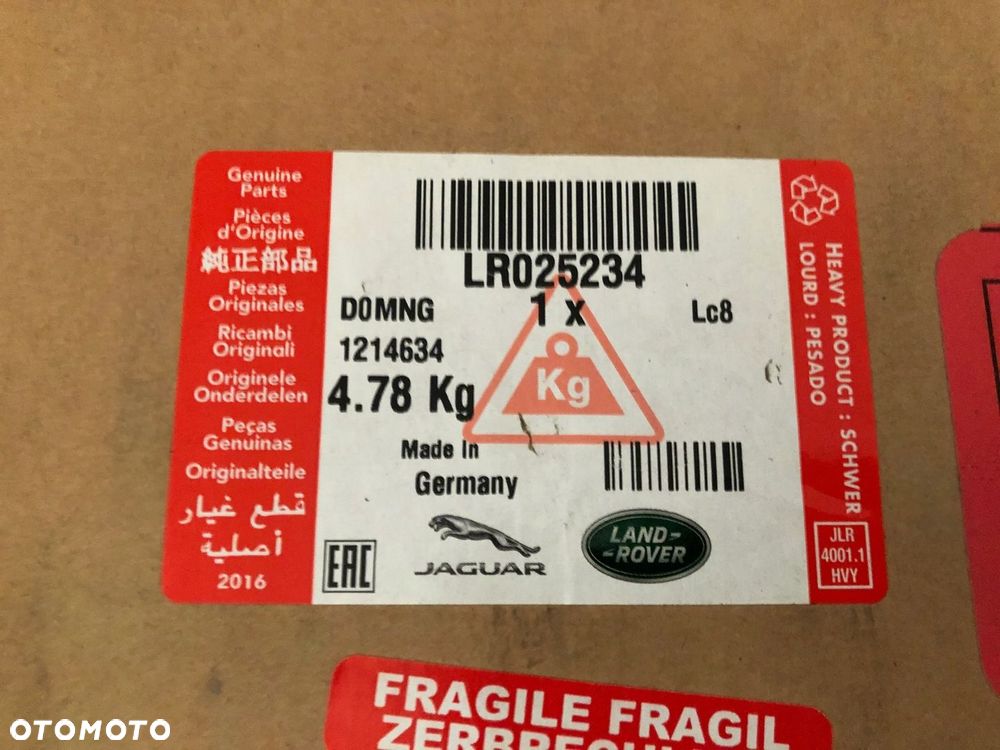 Genuine
Parts
Pièces
d'Origine
純正部品
Piezas
Originales
Ricambi
Originali
Originele
Onderdelen
Peças
Genuinas
Originalteile
قطع غيار
أصلية
2016
LR025234
DOMNG
1 x
Lc8
1214634
4.78 Kg
Kg
Made In
Germany
EAC
JAGUAR
LAND-
-ROVER
HEAVY PRODUCT : SCHWER
LOURD : PESADO
JLR
4001.1
HVY
FRAGILE FRAGIL
OTOMOTO